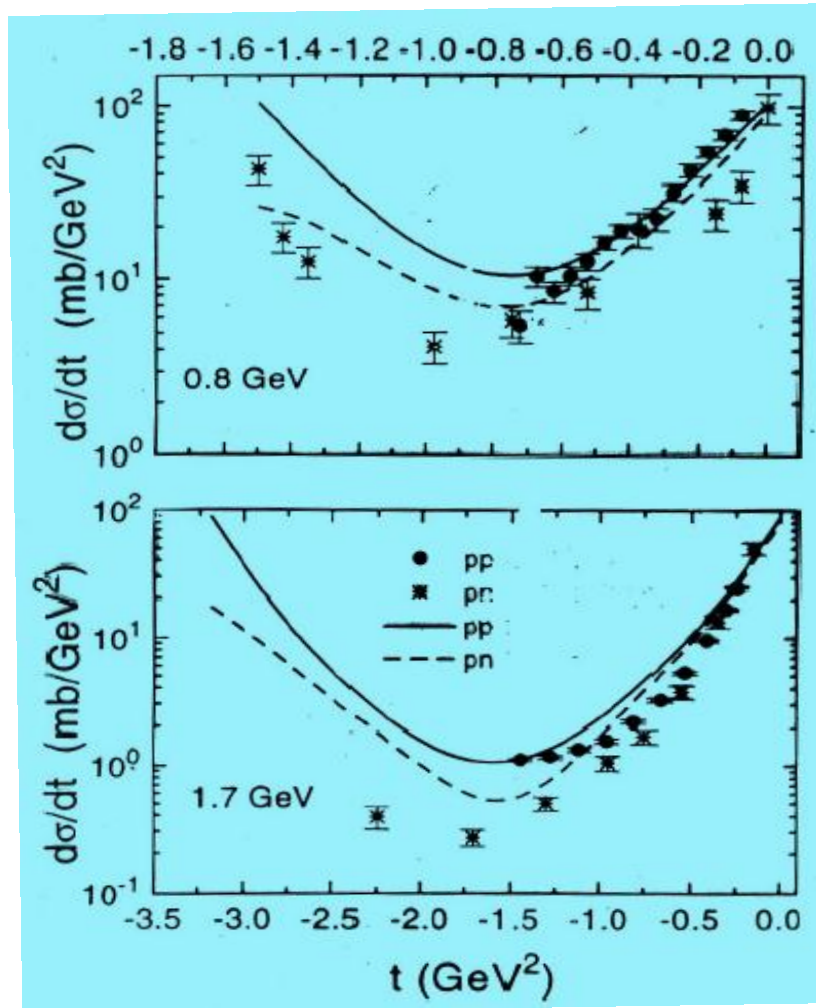 -1.8 -1.6 -1.4 -1.2 -1.0 -0.8 -0.6 -0.4 -0.2 0.0
10²
10¹
10⁰
dσ/dt (mb/GeV²)
0.8 GeV
10²
10¹
10⁰
10⁻¹
dσ/dt (mb/GeV²)
pp
pn
pp
pn
1.7 GeV
-3.5 -3.0 -2.5 -2.0 -1.5 -1.0 -0.5 0.0
t (GeV²)